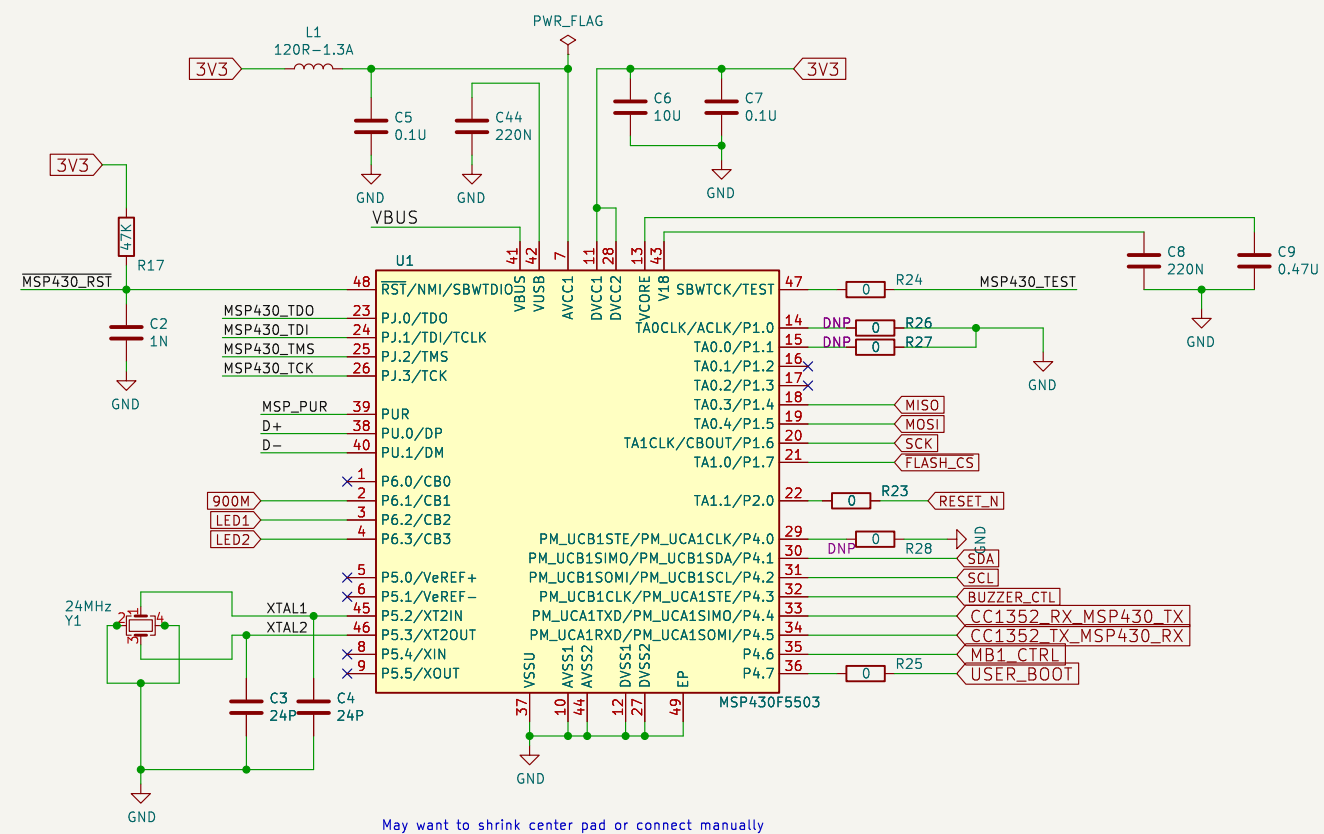 PWR_FLAG
L1
120R-1.3A
3V3
3V3
C5
0.1U
C44
220N
C6
10U
C7
0.1U
GND
GND
GND
3V3
47K
R17
VBUS
41
42
7
11
28
13
43
C8
220N
C9
0.47U
GND
U1
MSP430_RST
48
RST/NMI/SBWTDIO
VBUS
VUSB
AVCC1
DVCC1
DVCC2
VCORE
V18
SBWTCK/TEST
47
0
R24
MSP430_TEST
C2
1N
GND
MSP430_TDO
23
PJ.0/TDO
MSP430_TDI
24
PJ.1/TDI/TCLK
MSP430_TMS
25
PJ.2/TMS
MSP430_TCK
26
PJ.3/TCK
TA0CLK/ACLK/P1.0
14
DNP
0
R26
TA0.0/P1.1
15
DNP
0
R27
GND
TA0.1/P1.2
16
TA0.2/P1.3
17
TA0.3/P1.4
18
MISO
TA0.4/P1.5
19
MOSI
TA1CLK/CBOUT/P1.6
20
SCK
TA1.0/P1.7
21
FLASH_CS
MSP_PUR
39
PUR
D+
38
PU.0/DP
D-
40
PU.1/DM
1
P6.0/CB0
900M
2
P6.1/CB1
LED1
3
P6.2/CB2
LED2
4
P6.3/CB3
TA1.1/P2.0
22
0
R23
RESET_N
PM_UCB1STE/PM_UCA1CLK/P4.0
29
0
DNP
R28
GND
PM_UCB1SIMO/PM_UCB1SDA/P4.1
30
SDA
PM_UCB1SOMI/PM_UCB1SCL/P4.2
31
SCL
PM_UCB1CLK/PM_UCA1STE/P4.3
32
BUZZER_CTL
PM_UCA1TXD/PM_UCA1SIMO/P4.4
33
CC1352_RX_MSP430_TX
PM_UCA1RXD/PM_UCA1SOMI/P4.5
34
CC1352_TX_MSP430_RX
P4.6
35
MB1_CTRL
P4.7
36
0
R25
USER_BOOT
5
P5.0/VeREF+
6
P5.1/VeREF-
XTAL1
45
P5.2/XT2IN
XTAL2
46
P5.3/XT2OUT
8
P5.4/XIN
9
P5.5/XOUT
24MHz
Y1
1
2
3
4
C3
24P
C4
24P
GND
VSSU
AVSS1
AVSS2
DVSS1
DVSS2
EP
37
10
44
12
27
49
MSP430F5503
GND
May want to shrink center pad or connect manually